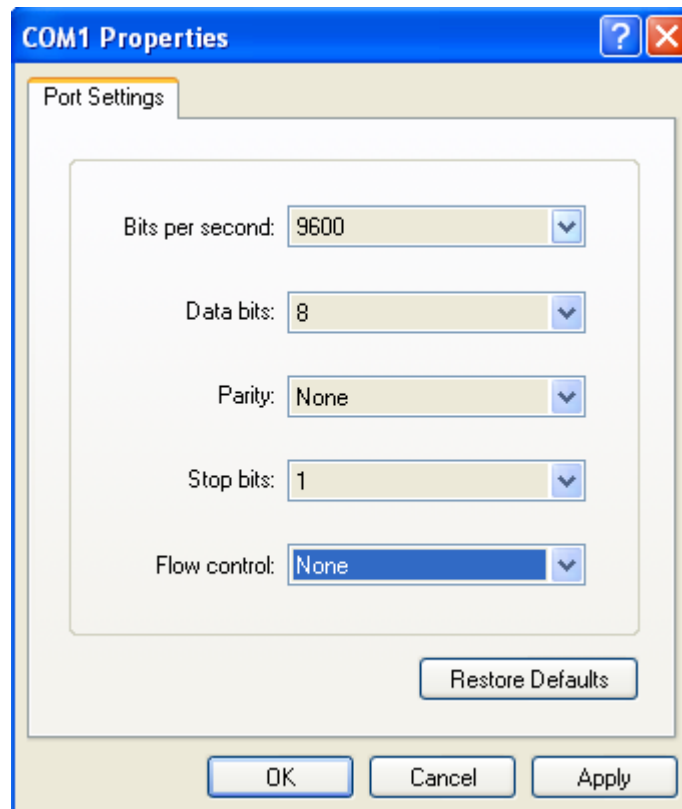 COM1 Properties
Port Settings
Bits per second: 9600
Data bits: 8
Parity: None
Stop bits: 1
Flow control: None
Restore Defaults
OK Cancel Apply